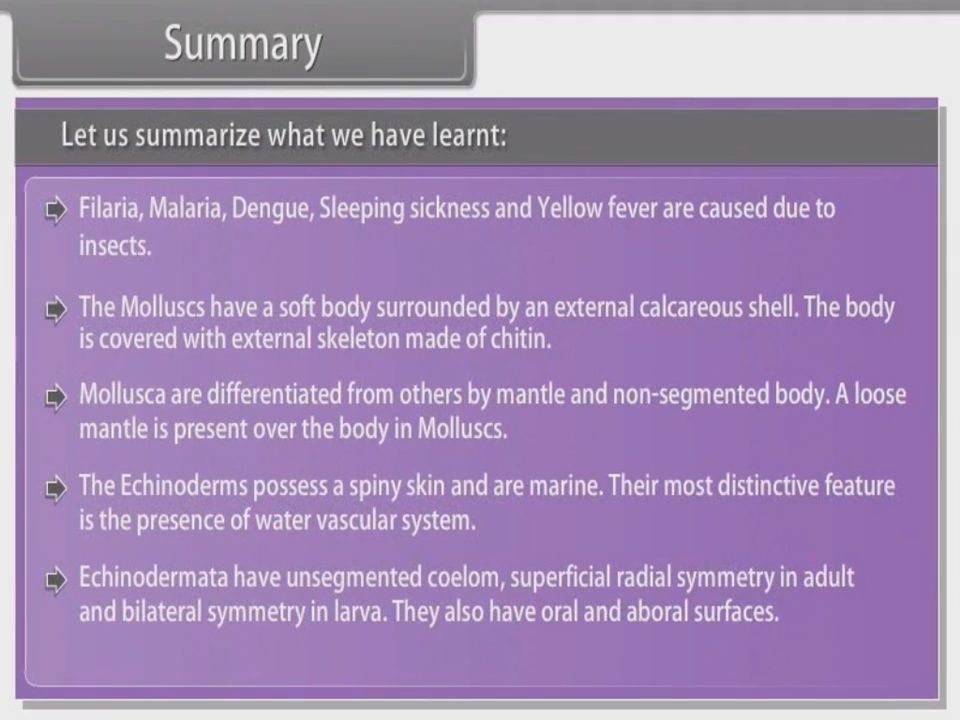 Summary
Let us summarize what we have learnt:
Filaria, Malaria, Dengue, Sleeping sickness and Yellow fever are caused due to
insects.
The Molluscs have a soft body surrounded by an external calcareous shell. The body
is covered with external skeleton made of chitin.
Mollusca are differentiated from others by mantle and non-segmented body. A loose
mantle is present over the body in Molluscs.
The Echinoderms possess a spiny skin and are marine. Their most distinctive feature
is the presence of water vascular system.
Echinodermata have unsegmented coelom, superficial radial symmetry in adult
and bilateral symmetry in larva. They also have oral and aboral surfaces.